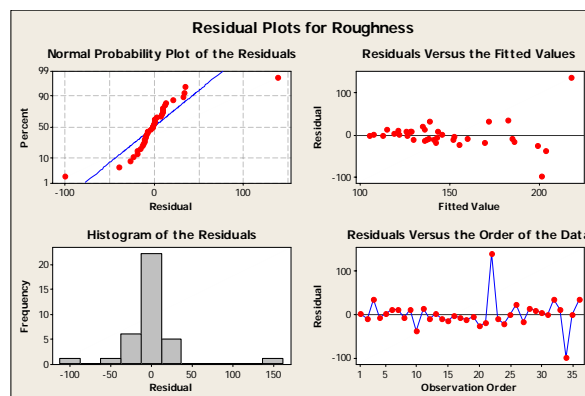 Residual Plots for Roughness
Normal Probability Plot of the Residuals
99
90
50
10
1
Percent
-100 0 100
Residual
Residuals Versus the Fitted Values
100
0
-100
Residual
100 125 150 175 200
Fitted Value
Histogram of the Residuals
20
15
10
5
0
Frequency
-100 -50 0 50 100 150
Residual
Residuals Versus the Order of the Data
100
0
-100
Residual
1 5 10 15 20 25 30 35
Observation Order